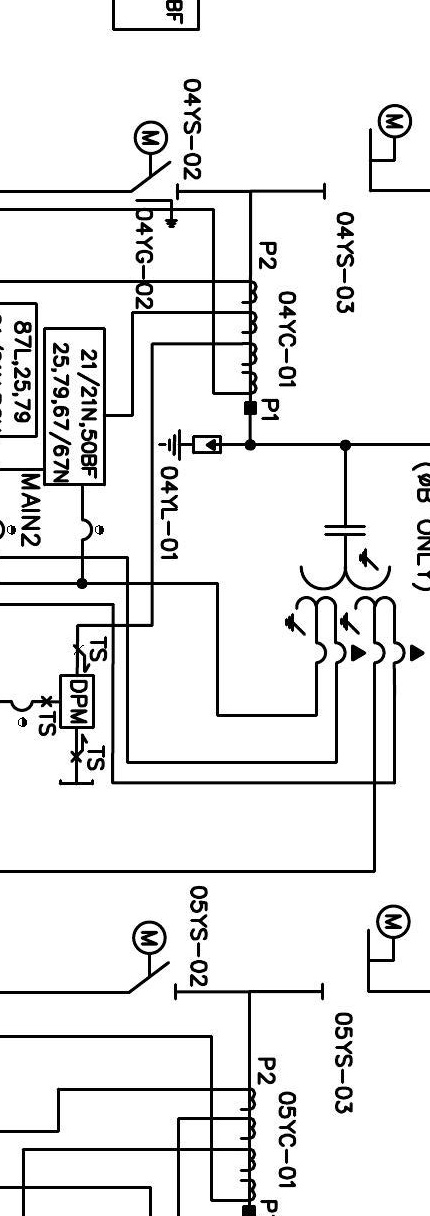 BF
M
M
04YS-02
04YS-03
04YG-02
P2
04YC-01
P1
87L,25,79
21/21N,50BF
25,79,67/67N
04YL-01
(ØB ONLY)
MAIN2
TS
DPM
TS
TS
M
M
05YS-02
05YS-03
P2
05YC-01